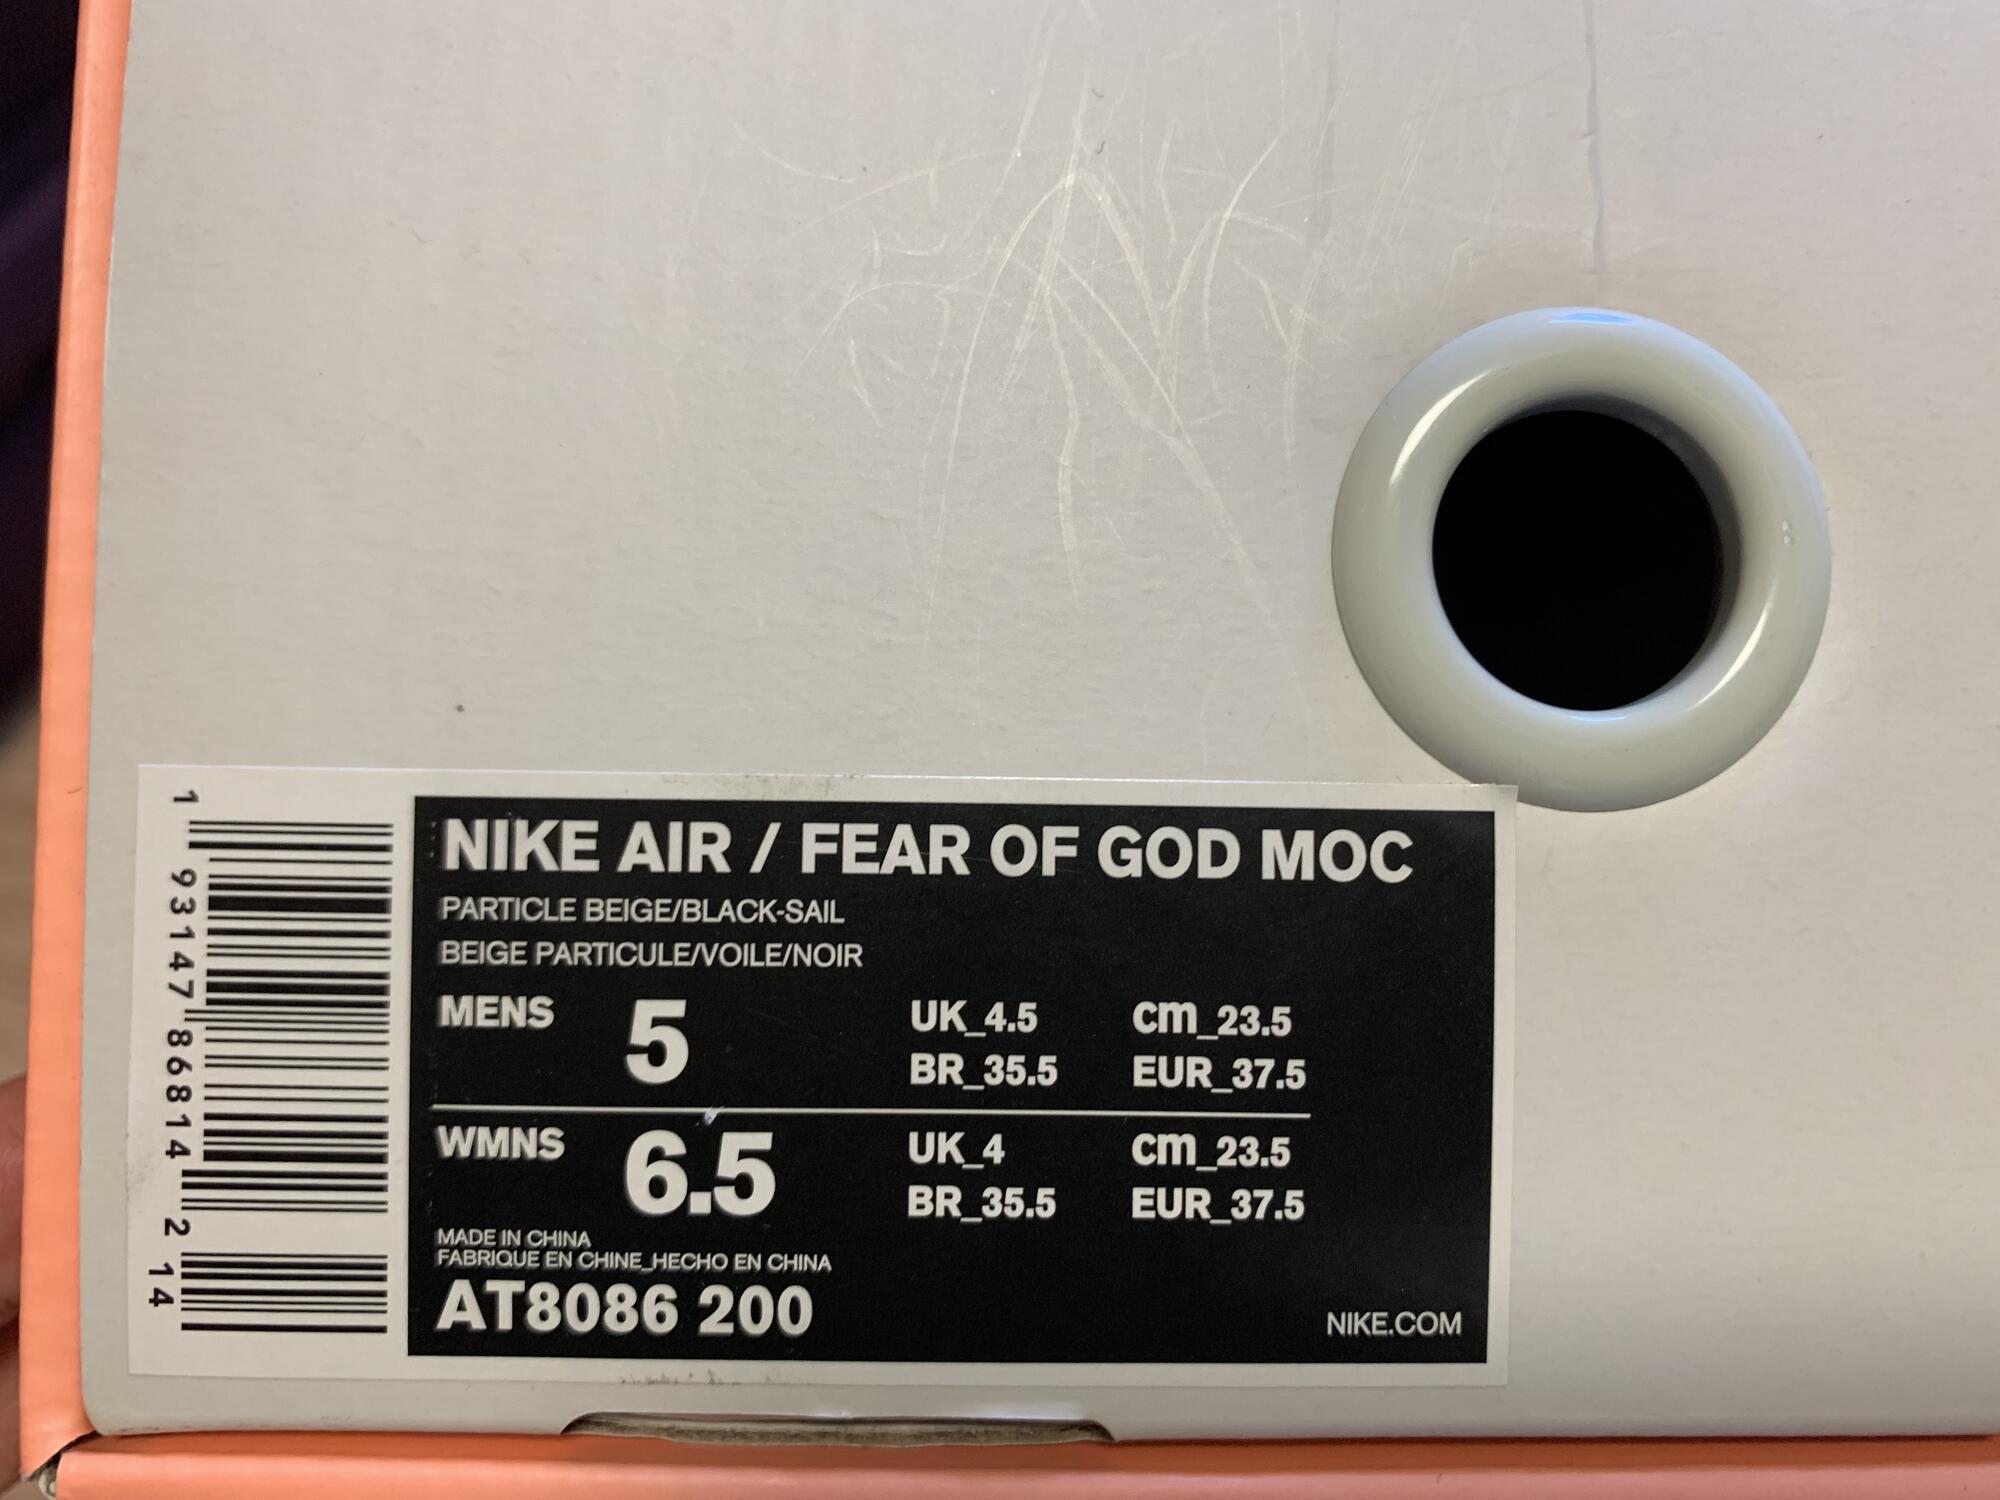 NIKE AIR / FEAR OF GOD MOC
PARTICLE BEIGE/BLACK-SAIL
BEIGE PARTICULE/VOILE/NOIR
MENS 5 UK_4.5 cm_23.5
BR_35.5 EUR_37.5
WMNS 6.5 UK_4 cm_23.5
BR_35.5 EUR_37.5
MADE IN CHINA
FABRIQUE EN CHINE_HECHO EN CHINA
AT8086 200
NIKE.COM
1 93147 86814 2 14